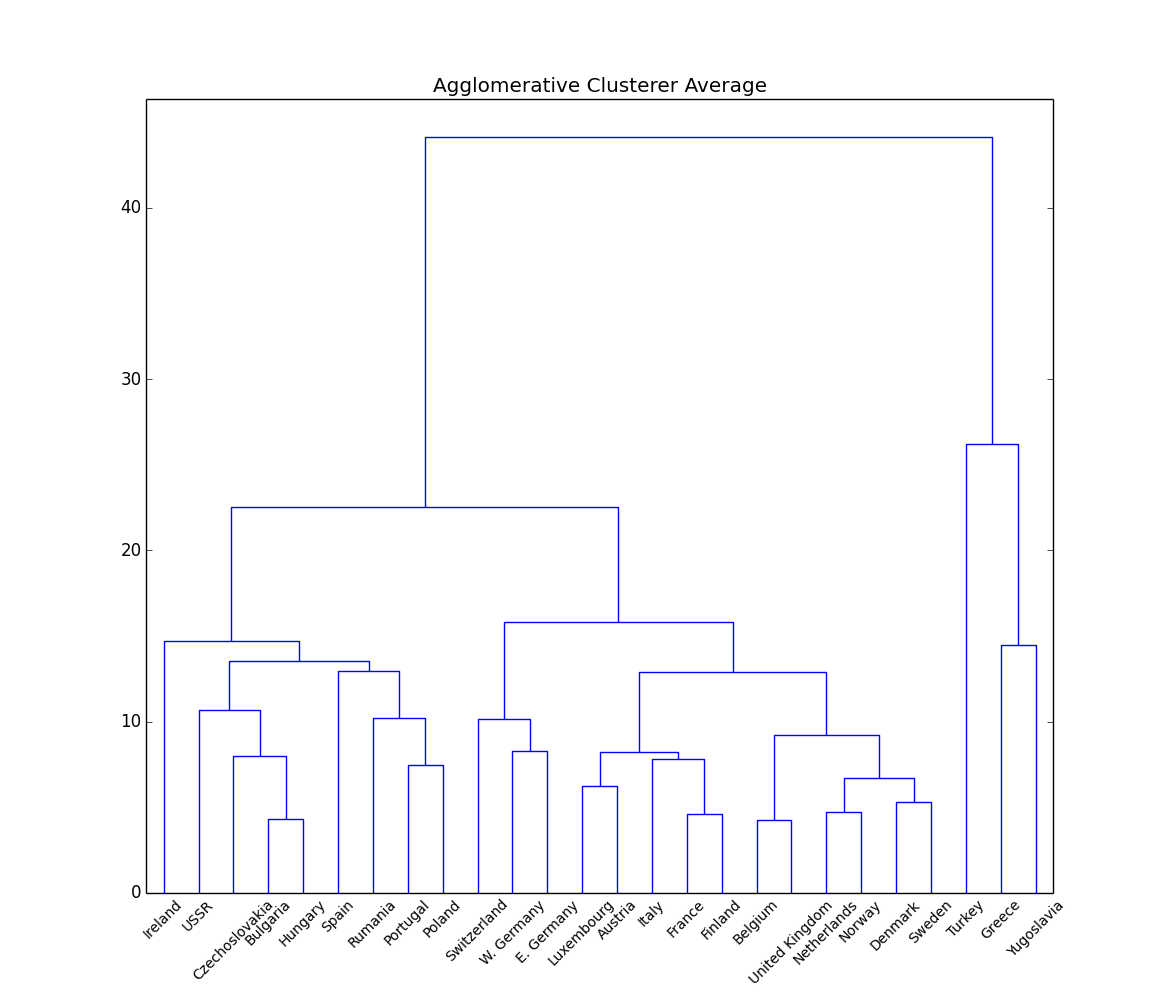 Agglomerative Clusterer Average
40
30
20
10
0
Ireland
USSR
Czechoslovakia
Bulgaria
Hungary
Spain
Rumania
Portugal
Poland
Switzerland
W. Germany
E. Germany
Luxembourg
Austria
Italy
France
Finland
Belgium
United Kingdom
Netherlands
Norway
Denmark
Sweden
Turkey
Greece
Yugoslavia